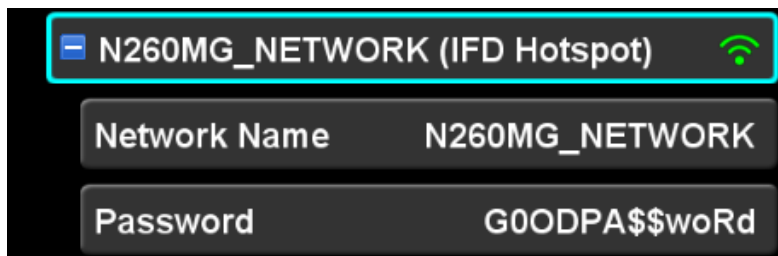 N260MG_NETWORK (IFD Hotspot)
Network Name N260MG_NETWORK
Password G0ODPA$$woRd